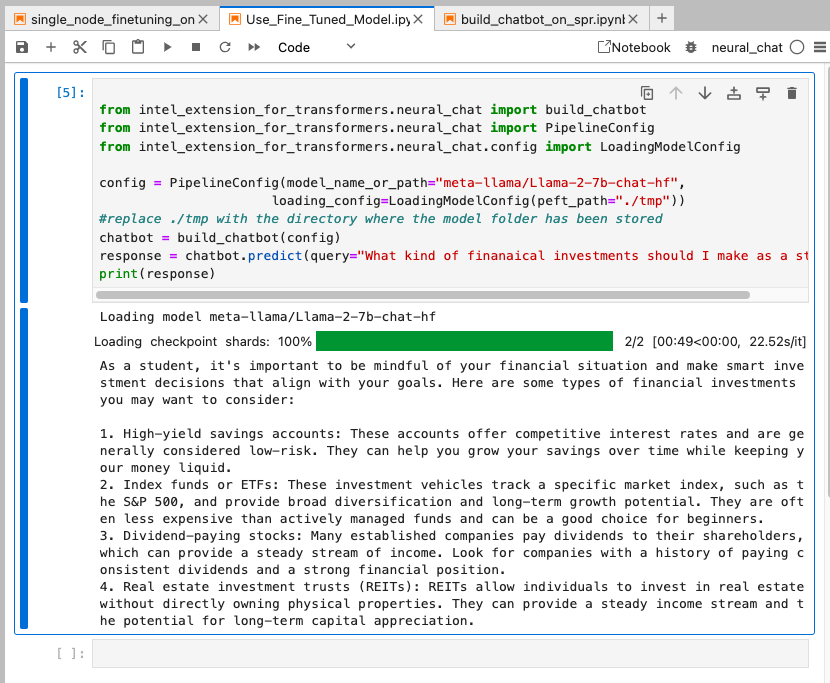 single_node_finetuning_on
Use_Fine_Tuned_Model.ipy
build_chatbot_on_spr.ipynb
Code
Notebook
neural_chat
[5]:
from intel_extension_for_transformers.neural_chat import build_chatbot
from intel_extension_for_transformers.neural_chat import PipelineConfig
from intel_extension_for_transformers.neural_chat.config import LoadingModelConfig
config = PipelineConfig(model_name_or_path="meta-llama/Llama-2-7b-chat-hf",
loading_config=LoadingModelConfig(peft_path="./tmp"))
#replace ./tmp with the directory where the model folder has been stored
chatbot = build_chatbot(config)
response = chatbot.predict(query="What kind of finanaical investments should I make as a st
print(response)
Loading model meta-llama/Llama-2-7b-chat-hf
Loading checkpoint shards: 100% 2/2 [00:49<00:00, 22.52s/it]
As a student, it's important to be mindful of your financial situation and make smart inve
stment decisions that align with your goals. Here are some types of financial investments
you may want to consider:
1. High-yield savings accounts: These accounts offer competitive interest rates and are ge
nerally considered low-risk. They can help you grow your savings over time while keeping y
our money liquid.
2. Index funds or ETFs: These investment vehicles track a specific market index, such as t
he S&P 500, and provide broad diversification and long-term growth potential. They are oft
en less expensive than actively managed funds and can be a good choice for beginners.
3. Dividend-paying stocks: Many established companies pay dividends to their shareholders,
which can provide a steady stream of income. Look for companies with a history of paying c
onsistent dividends and a strong financial position.
4. Real estate investment trusts (REITs): REITs allow individuals to invest in real estate
without directly owning physical properties. They can provide a steady income stream and t
he potential for long-term capital appreciation.
[ ]: